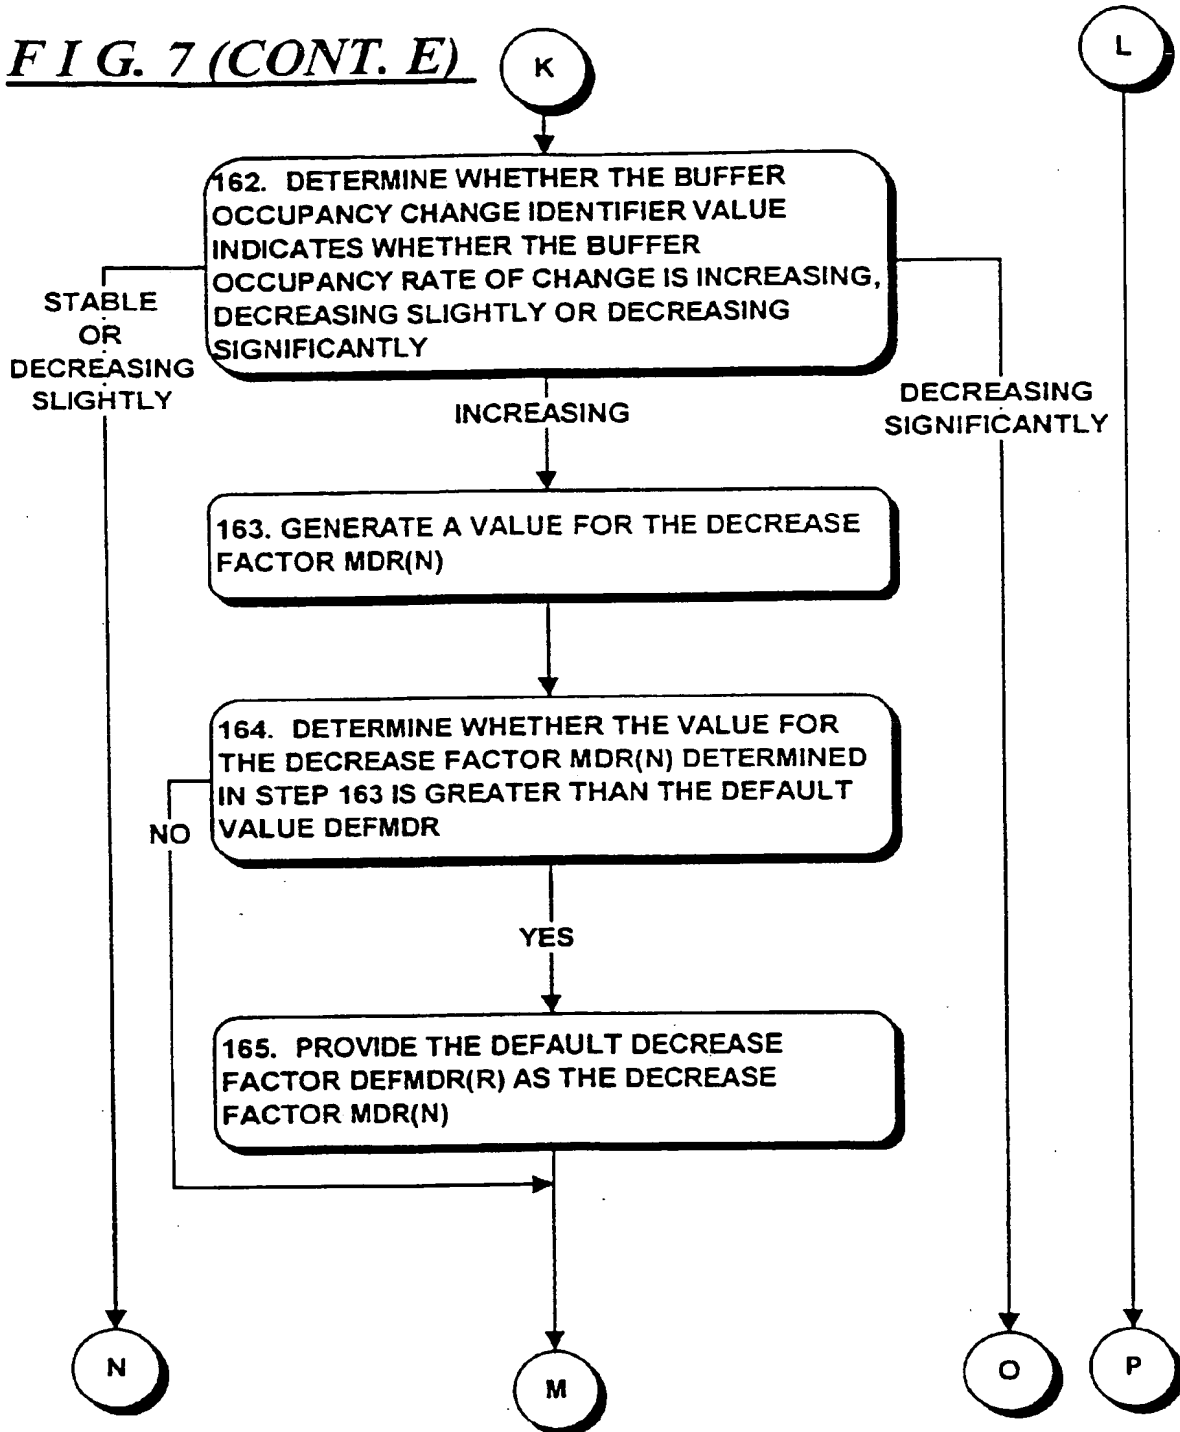 F I G. 7 (CONT. E)
K
L
162. DETERMINE WHETHER THE BUFFER
OCCUPANCY CHANGE IDENTIFIER VALUE
INDICATES WHETHER THE BUFFER
OCCUPANCY RATE OF CHANGE IS INCREASING,
DECREASING SLIGHTLY OR DECREASING
SIGNIFICANTLY
STABLE
OR
DECREASING
SLIGHTLY
INCREASING
DECREASING
SIGNIFICANTLY
163. GENERATE A VALUE FOR THE DECREASE
FACTOR MDR(N)
164. DETERMINE WHETHER THE VALUE FOR
THE DECREASE FACTOR MDR(N) DETERMINED
IN STEP 163 IS GREATER THAN THE DEFAULT
VALUE DEFMDR
NO
YES
165. PROVIDE THE DEFAULT DECREASE
FACTOR DEFMDR(R) AS THE DECREASE
FACTOR MDR(N)
N
M
O
P